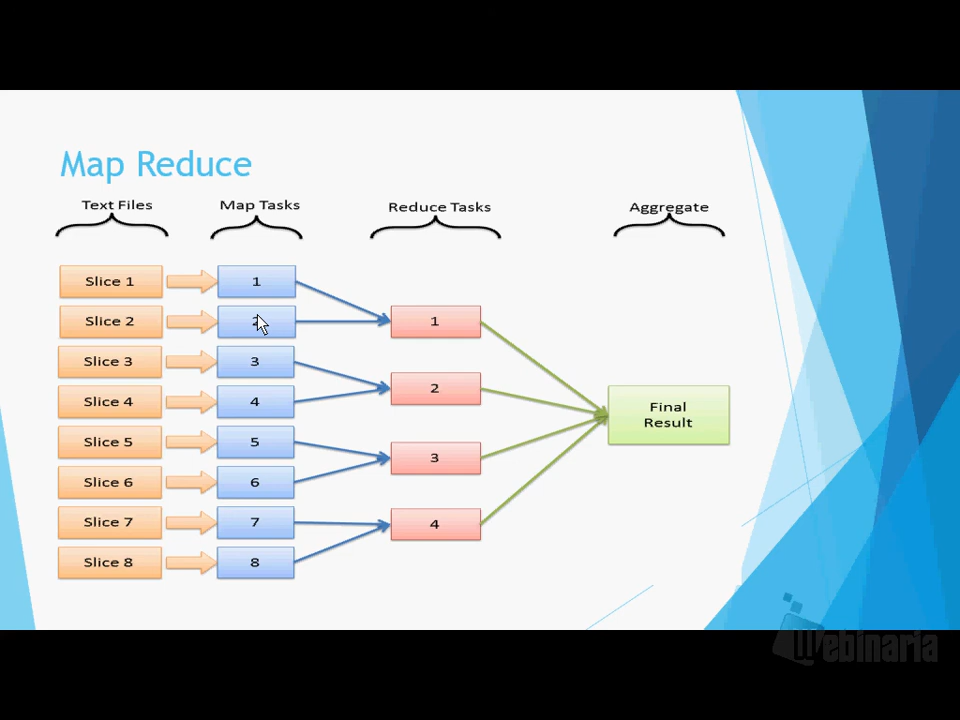 Map Reduce
Text Files
Map Tasks
Reduce Tasks
Aggregate
Slice 1
1
Slice 2
2
1
Slice 3
3
2
Slice 4
4
Final
Result
Slice 5
5
3
Slice 6
6
Slice 7
7
4
Slice 8
8
Webinaria